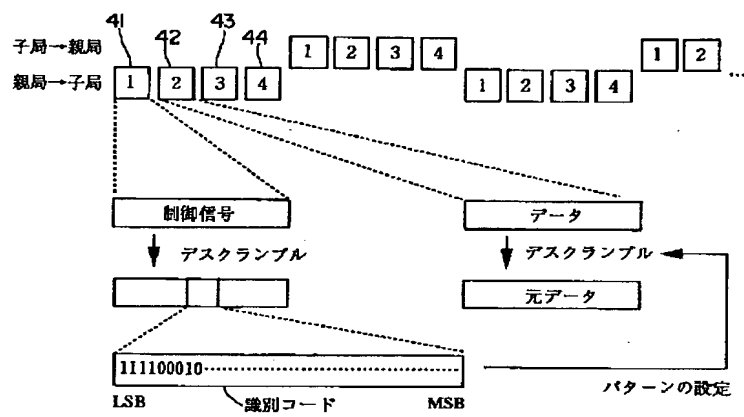 41
42
43
44
子局→親局
1 2 3 4
1 2
親局→子局
1 2 3 4
1 2 3 4
...
制御信号
データ
デスクランブル
デスクランブル
元データ
111100010
パターンの設定
LSB
識別コード
MSB